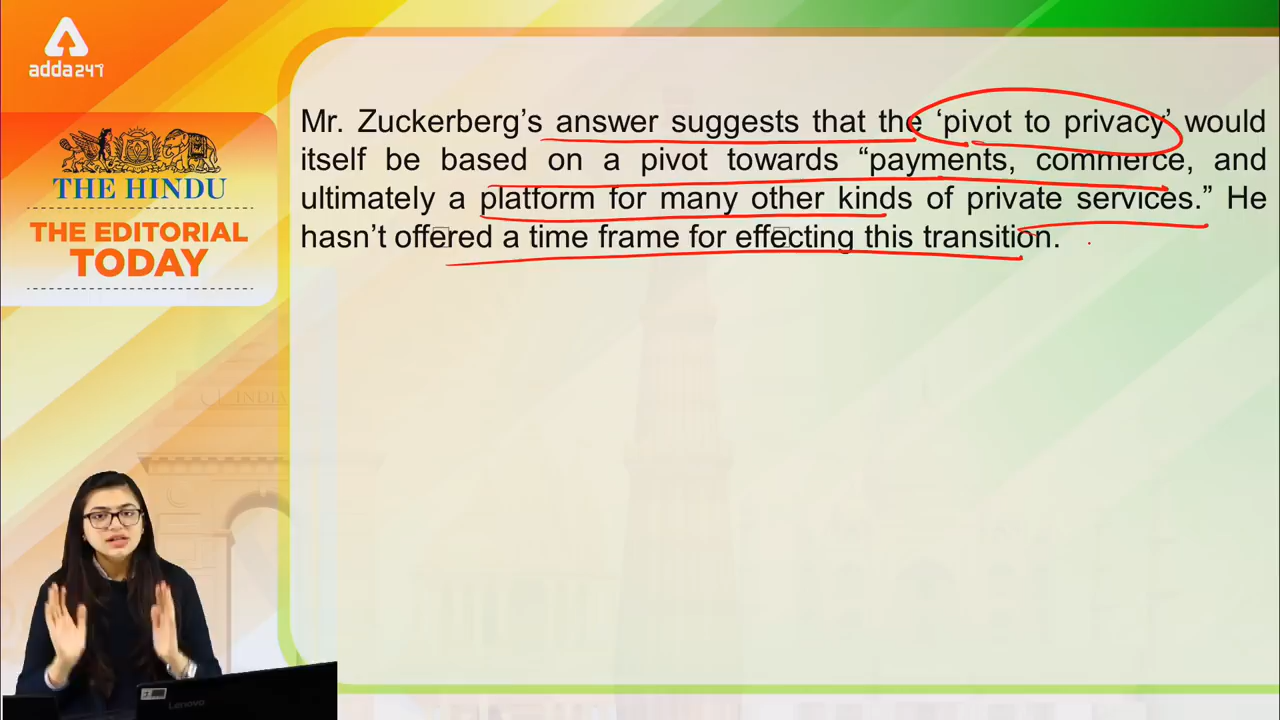 adda247
THE HINDU
THE EDITORIAL
TODAY
Mr. Zuckerberg’s answer suggests that the ‘pivot to privacy’ would
itself be based on a pivot towards “payments, commerce, and
ultimately a platform for many other kinds of private services.” He
hasn’t offered a time frame for effecting this transition.
INDIA
Lenovo